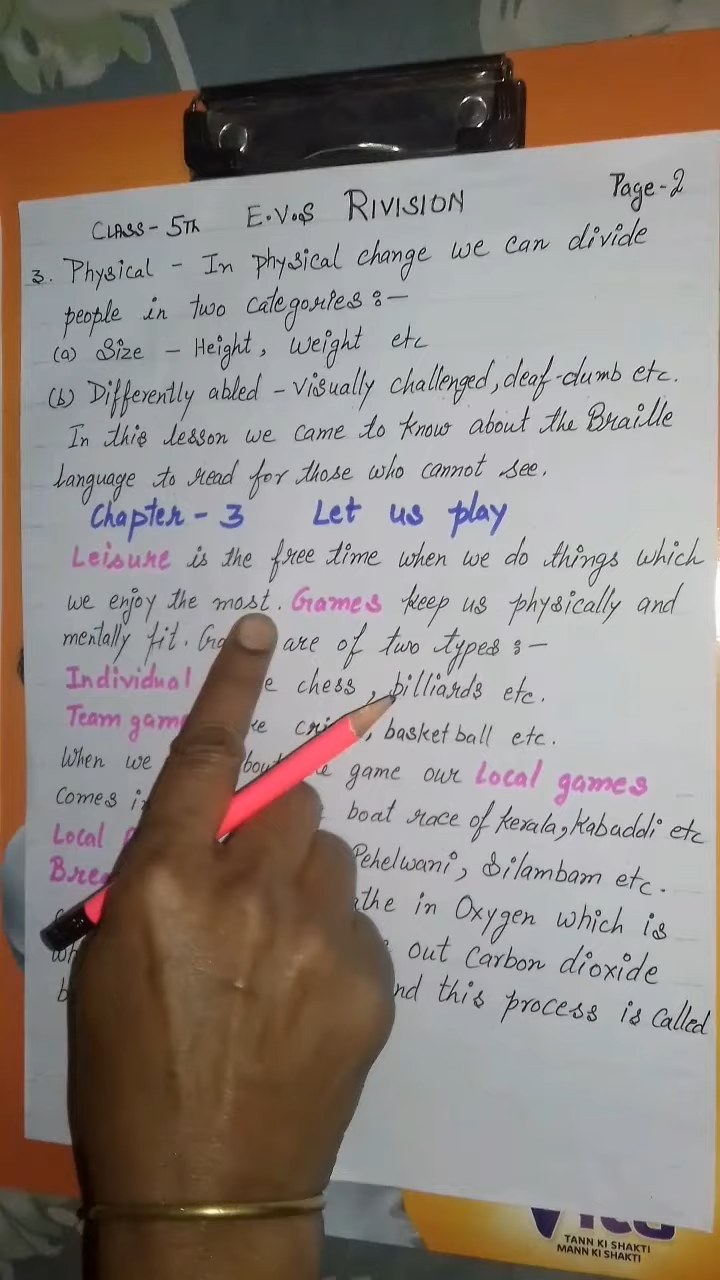 CLASS- 5TH E.V.S RIVISION Page-2
3. Physical - In physical change we can divide
people in two categories :-
(a) Size - Height, weight etc
(b) Differently abled - visually challenged, deaf-dumb etc.
In this lesson we came to know about the Braille
language to read for those who cannot see.
Chapter - 3 Let us play
Leisure is the free time when we do things which
we enjoy the most. Games keep us physically and
mentally fit. are of two types :-
Individual chess, billiards etc.
Team , basket ball etc.
When we game our Local games
Comes boat race of kerala, Kabaddi etc
Local Pehelwani, Silambam etc.
in Oxygen which is
out Carbon dioxide
this process is called
TANN KI SHAKTI
MANN KI SHAKTI